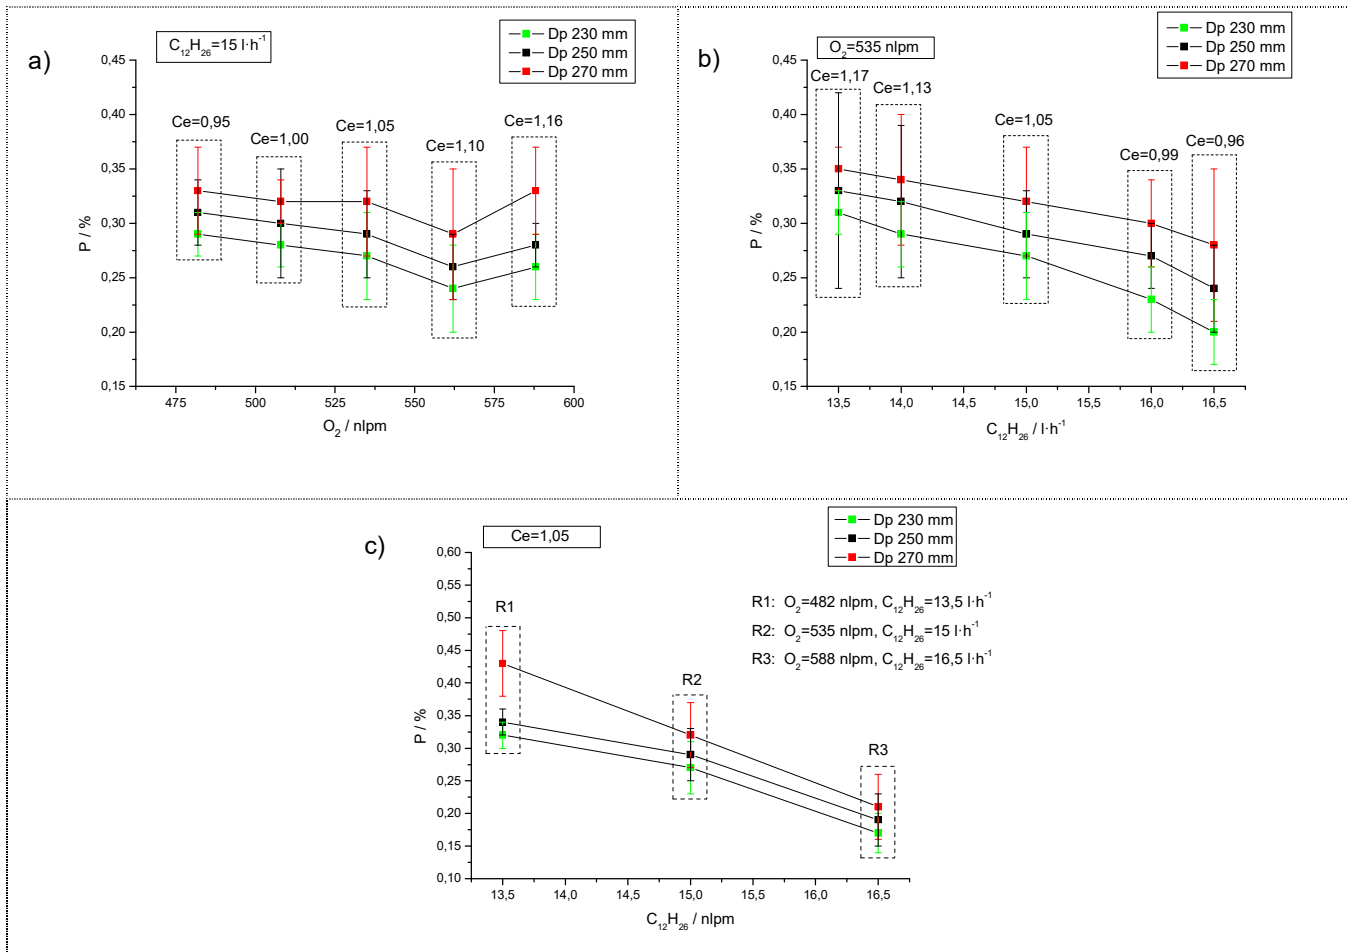 a)
C12H26=15 l·h-1
Dp 230 mm
Dp 250 mm
Dp 270 mm
0,45
0,40
0,35
0,30
0,25
0,20
0,15
P / %
Ce=0,95
Ce=1,00
Ce=1,05
Ce=1,10
Ce=1,16
475
500
525
550
575
600
O2 / nlpm
b)
O2=535 nlpm
Dp 230 mm
Dp 250 mm
Dp 270 mm
0,45
0,40
0,35
0,30
0,25
0,20
0,15
P / %
Ce=1,17
Ce=1,13
Ce=1,05
Ce=0,99
Ce=0,96
13,5
14,0
14,5
15,0
15,5
16,0
16,5
C12H26 / l·h-1
c)
Ce=1,05
Dp 230 mm
Dp 250 mm
Dp 270 mm
0,60
0,55
0,50
0,45
0,40
0,35
0,30
0,25
0,20
0,15
0,10
P / %
R1
R2
R3
R1: O2=482 nlpm, C12H26=13,5 l·h-1
R2: O2=535 nlpm, C12H26=15 l·h-1
R3: O2=588 nlpm, C12H26=16,5 l·h-1
13,5
14,0
14,5
15,0
15,5
16,0
16,5
C12H26 / nlpm